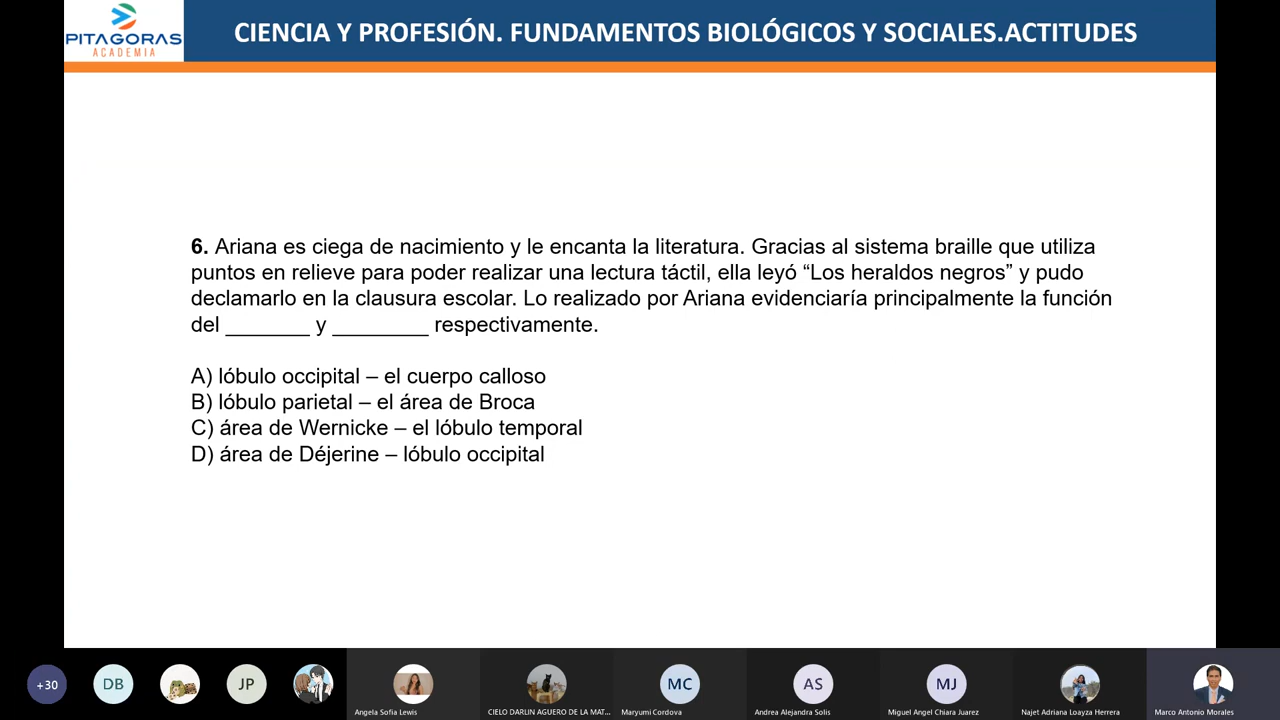 PITAGORAS
ACADEMIA
CIENCIA Y PROFESIÓN. FUNDAMENTOS BIOLÓGICOS Y SOCIALES.ACTITUDES
6. Ariana es ciega de nacimiento y le encanta la literatura. Gracias al sistema braille que utiliza
puntos en relieve para poder realizar una lectura táctil, ella leyó “Los heraldos negros” y pudo
declamarlo en la clausura escolar. Lo realizado por Ariana evidenciaría principalmente la función
del _______ y ________ respectivamente.
A) lóbulo occipital – el cuerpo calloso
B) lóbulo parietal – el área de Broca
C) área de Wernicke – el lóbulo temporal
D) área de Déjerine – lóbulo occipital
+30
DB
JP
MC
AS
MJ
Angela Sofia Lewis
CIELO DARLIN AGUERO DE LA MAT...
Maryumi Cordova
Andrea Alejandra Solis
Miguel Angel Chiara Juarez
Najet Adriana Loayza Herrera
Marco Antonio Morales